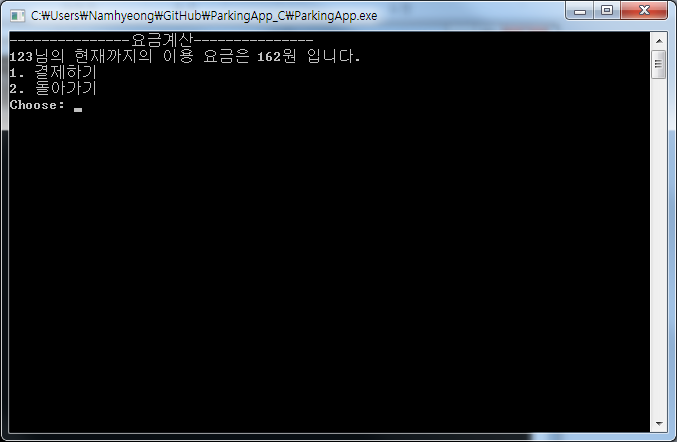 C:₩Users₩Namhyeong₩GitHub₩ParkingApp_C₩ParkingApp.exe
---------------요금계산---------------
123님의 현재까지의 이용 요금은 162원 입니다.
1. 결제하기
2. 돌아가기
Choose: _